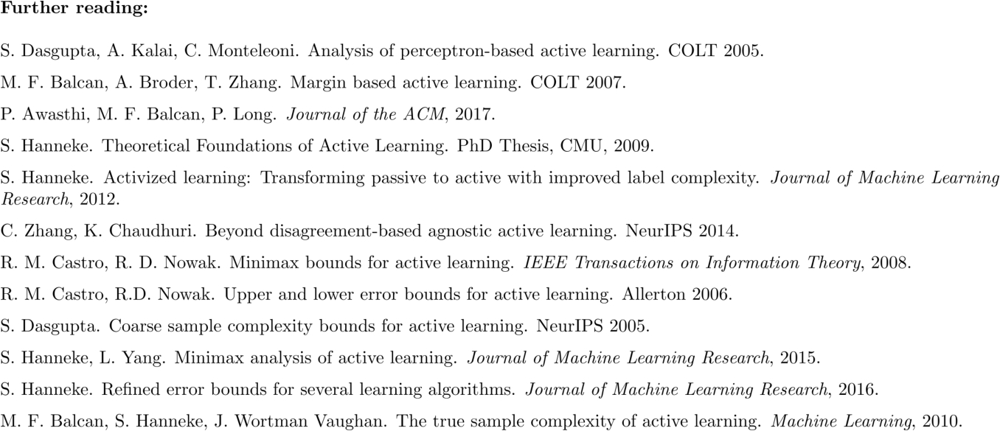 Further reading:
S. Dasgupta, A. Kalai, C. Monteleoni. Analysis of perceptron-based active learning. COLT 2005.
M. F. Balcan, A. Broder, T. Zhang. Margin based active learning. COLT 2007.
P. Awasthi, M. F. Balcan, P. Long. Journal of the ACM, 2017.
S. Hanneke. Theoretical Foundations of Active Learning. PhD Thesis, CMU, 2009.
S. Hanneke. Activized learning: Transforming passive to active with improved label complexity. Journal of Machine Learning
Research, 2012.
C. Zhang, K. Chaudhuri. Beyond disagreement-based agnostic active learning. NeurIPS 2014.
R. M. Castro, R. D. Nowak. Minimax bounds for active learning. IEEE Transactions on Information Theory, 2008.
R. M. Castro, R.D. Nowak. Upper and lower error bounds for active learning. Allerton 2006.
S. Dasgupta. Coarse sample complexity bounds for active learning. NeurIPS 2005.
S. Hanneke, L. Yang. Minimax analysis of active learning. Journal of Machine Learning Research, 2015.
S. Hanneke. Refined error bounds for several learning algorithms. Journal of Machine Learning Research, 2016.
M. F. Balcan, S. Hanneke, J. Wortman Vaughan. The true sample complexity of active learning. Machine Learning, 2010.